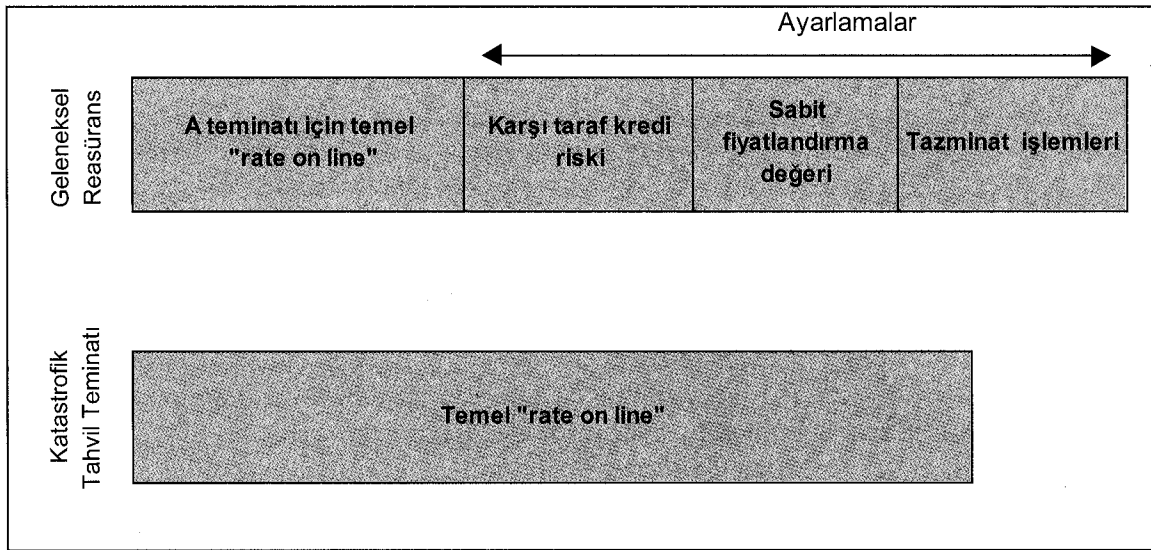 Ayarlamalar
Geleneksel
Reasürans
A teminatı için temel
"rate on line"
Karşı taraf kredi
riski
Sabit
fiyatlandırma
değeri
Tazminat işlemleri
Katastrofik
Tahvil Teminatı
Temel "rate on line"